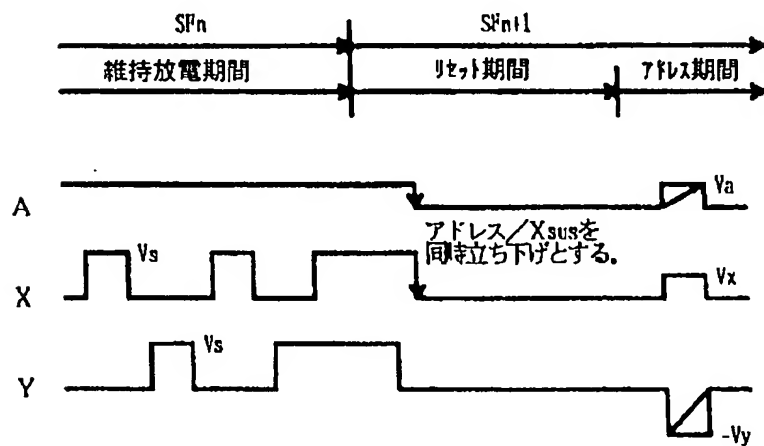 SFn
SFn+1
維持放電期間
リセット期間
アドレス期間
A
Va
アドレス／Xsusを
同時立ち下げとする。
X
Vs
Vx
Y
Vs
-Vy